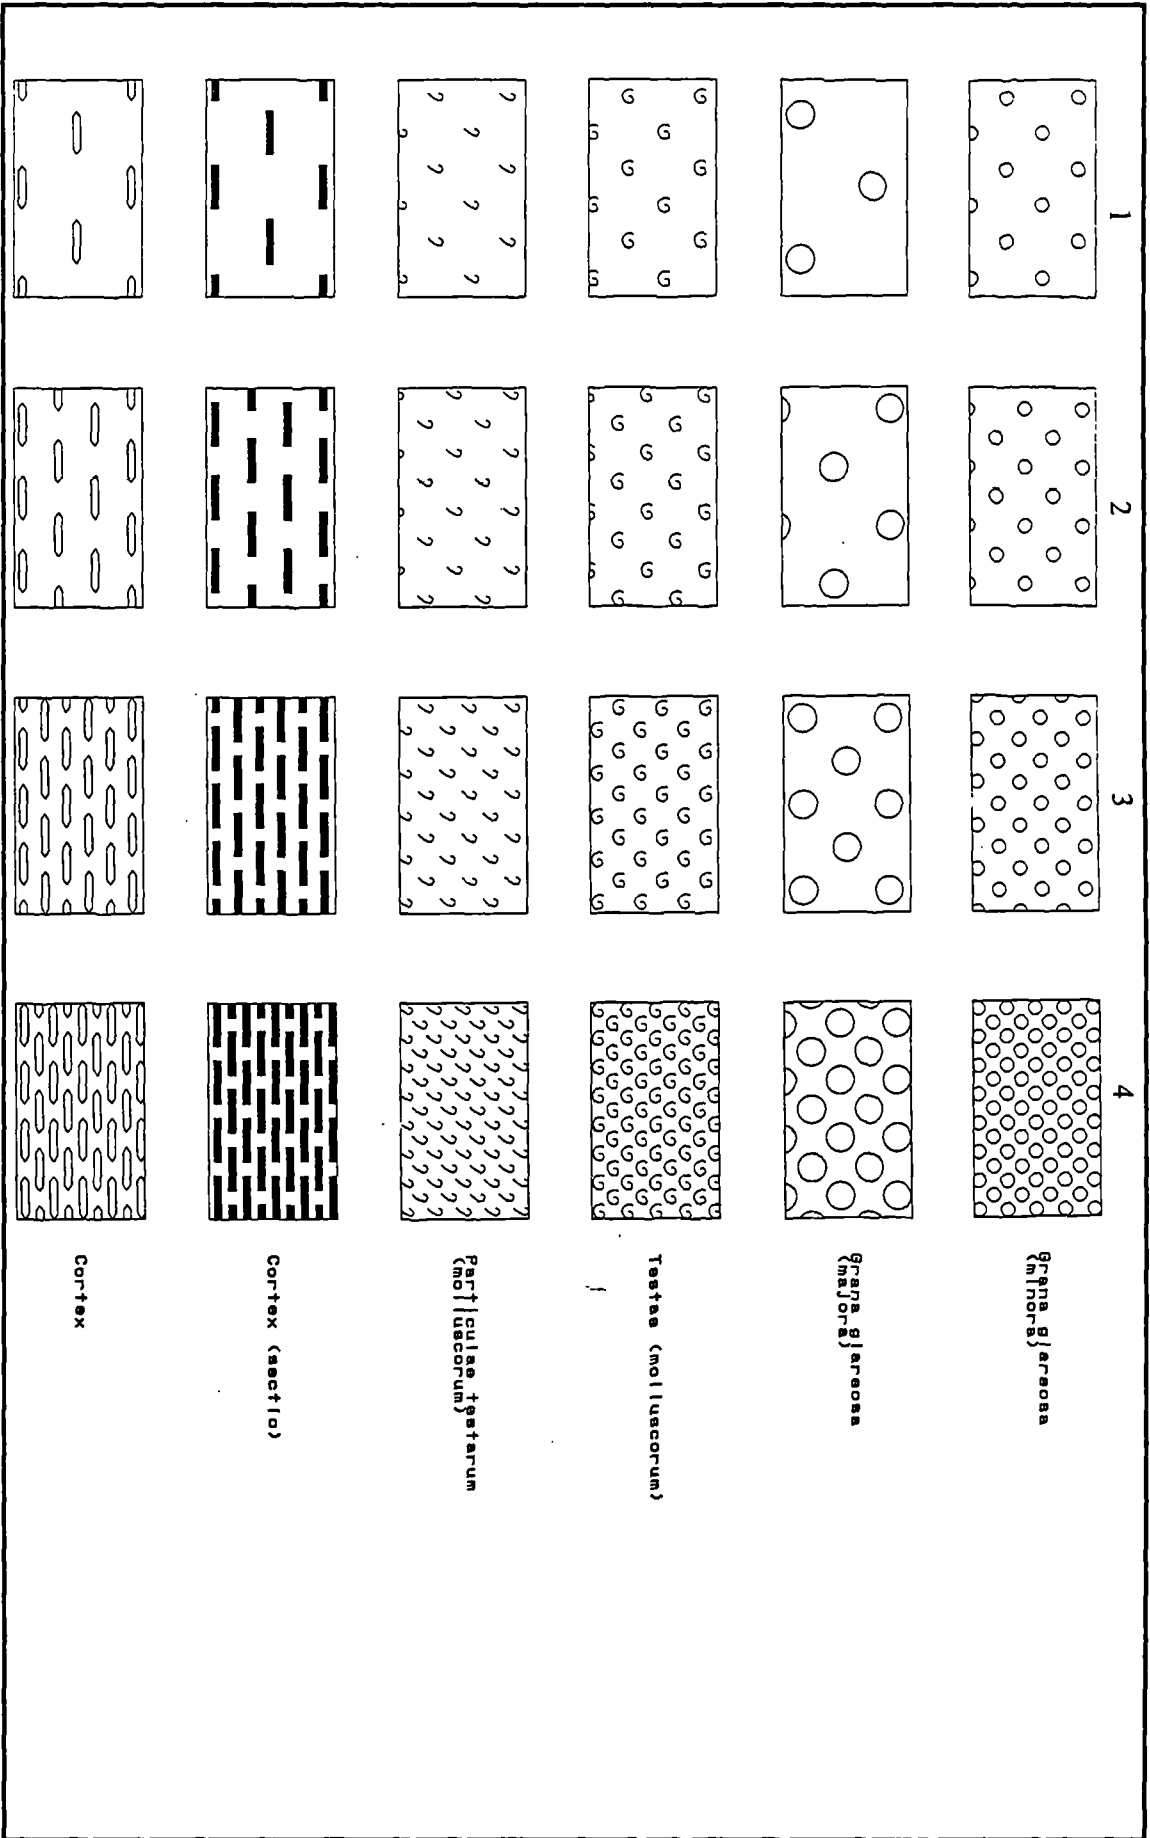 1 2 3 4
Grana glareosa
(minora)
Grana glareosa
(majora)
Testae (molluscorum)
Particulae testarum
(molluscorum)
Cortex (sectio)
Cortex